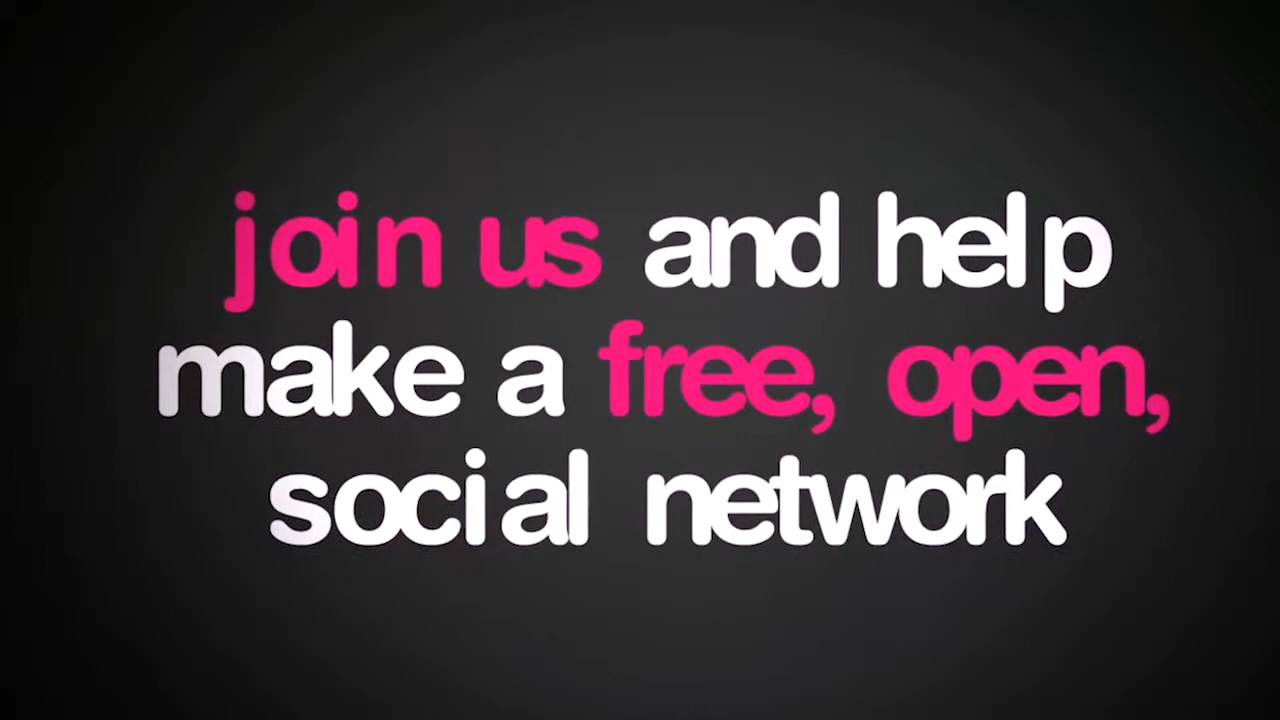 join us and help
make a free, open,
social network